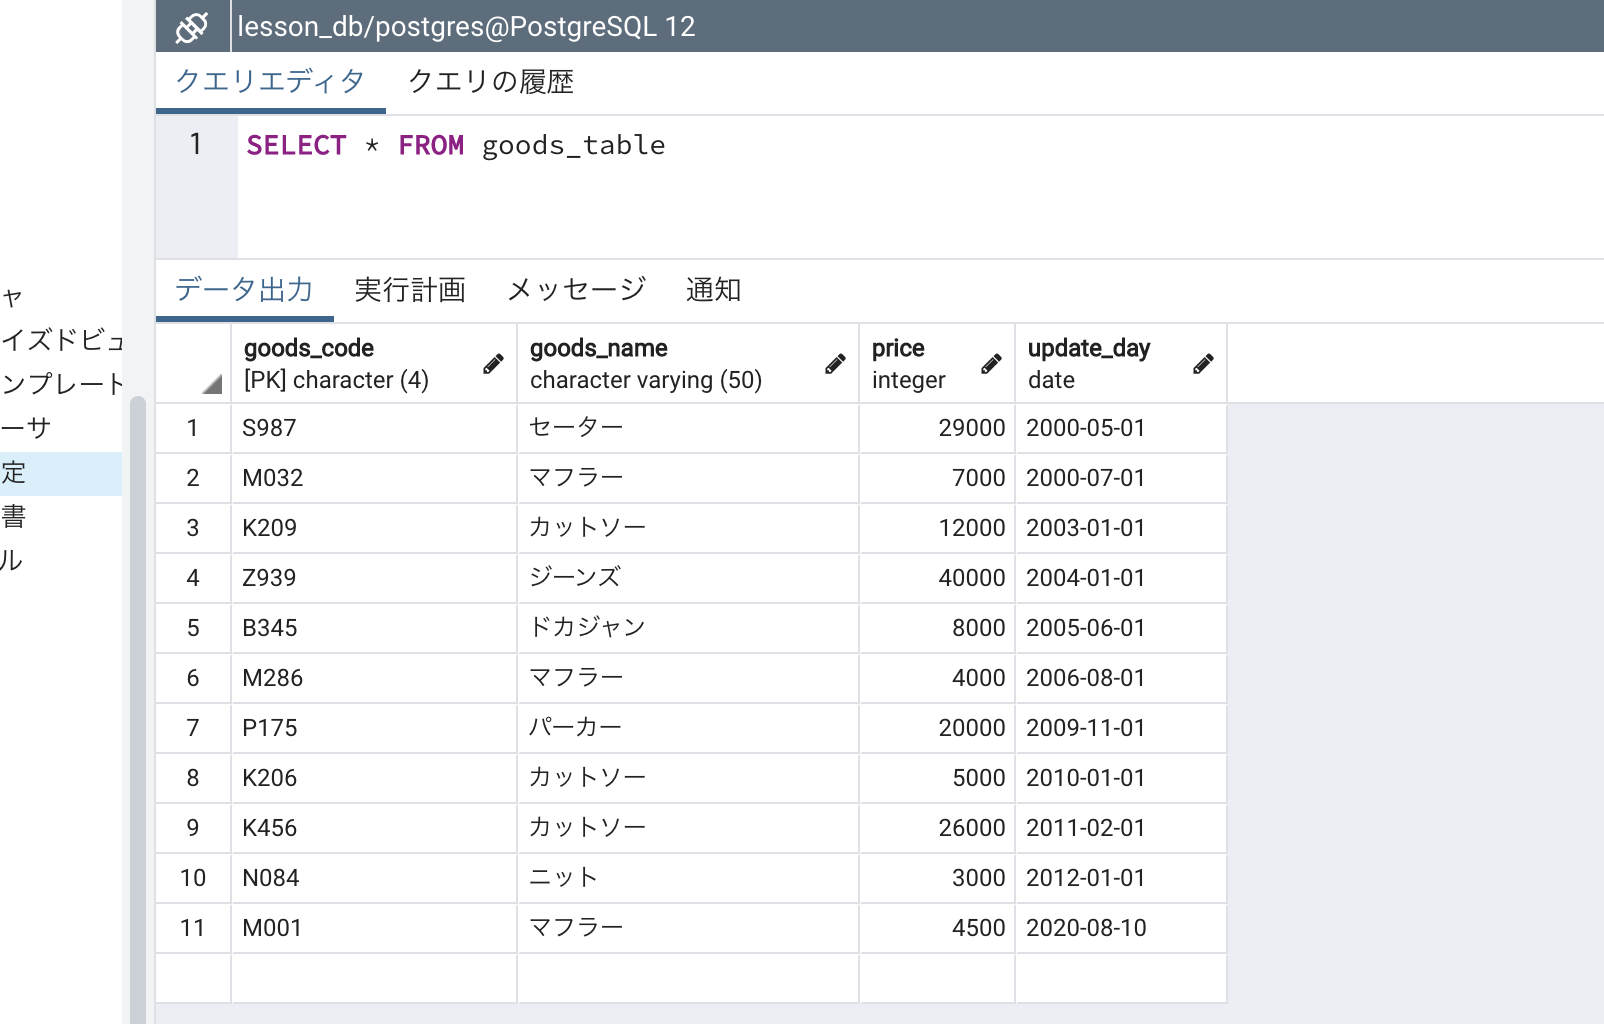 lesson_db/postgres@PostgreSQL 12
クエリエディタ クエリの履歴
1 SELECT * FROM goods_table
データ出力 実行計画 メッセージ 通知
ャ
イズドビュ
ンプレート
ーサ
定
書
ル
goods_code goods_name price update_day
[PK] character (4) character varying (50) integer date
1 S987 セーター 29000 2000-05-01
2 M032 マフラー 7000 2000-07-01
3 K209 カットソー 12000 2003-01-01
4 Z939 ジーンズ 40000 2004-01-01
5 B345 ドカジャン 8000 2005-06-01
6 M286 マフラー 4000 2006-08-01
7 P175 パーカー 20000 2009-11-01
8 K206 カットソー 5000 2010-01-01
9 K456 カットソー 26000 2011-02-01
10 N084 ニット 3000 2012-01-01
11 M001 マフラー 4500 2020-08-10